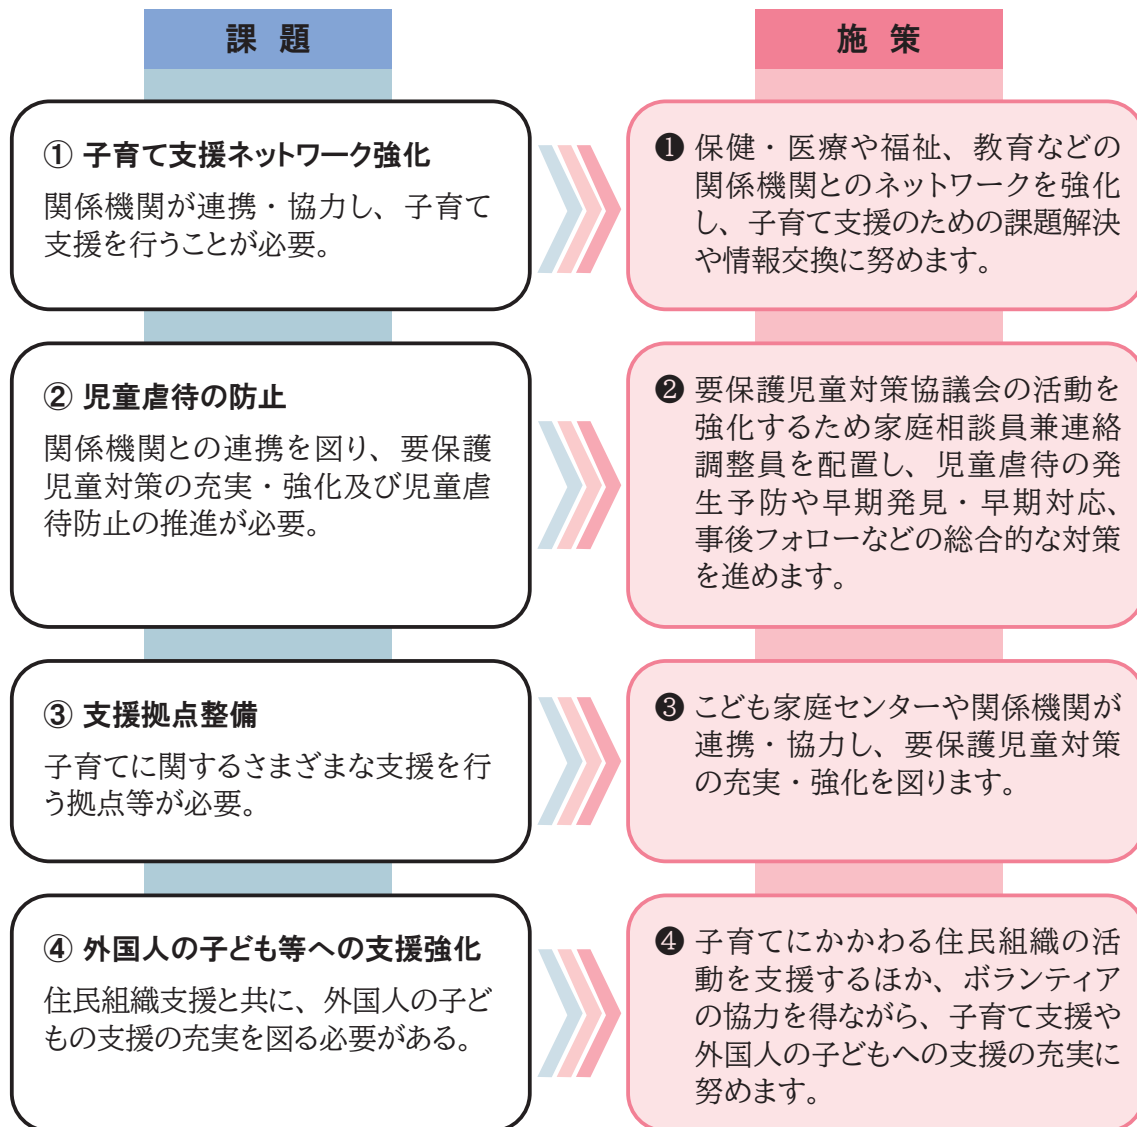 課題
施策
① 子育て支援ネットワーク強化
関係機関が連携・協力し、子育て
支援を行うことが必要。
❶ 保健・医療や福祉、教育などの
関係機関とのネットワークを強化
し、子育て支援のための課題解決
や情報交換に努めます。
② 児童虐待の防止
関係機関との連携を図り、要保護
児童対策の充実・強化及び児童虐
待防止の推進が必要。
❷ 要保護児童対策協議会の活動を
強化するため家庭相談員兼連絡
調整員を配置し、児童虐待の発
生予防や早期発見・早期対応、
事後フォローなどの総合的な対策
を進めます。
③ 支援拠点整備
子育てに関するさまざまな支援を行
う拠点等が必要。
❸ こども家庭センターや関係機関が
連携・協力し、要保護児童対策
の充実・強化を図ります。
④ 外国人の子ども等への支援強化
住民組織支援と共に、外国人の子ど
もの支援の充実を図る必要がある。
❹ 子育てにかかわる住民組織の活
動を支援するほか、ボランティア
の協力を得ながら、子育て支援や
外国人の子どもへの支援の充実に
努めます。